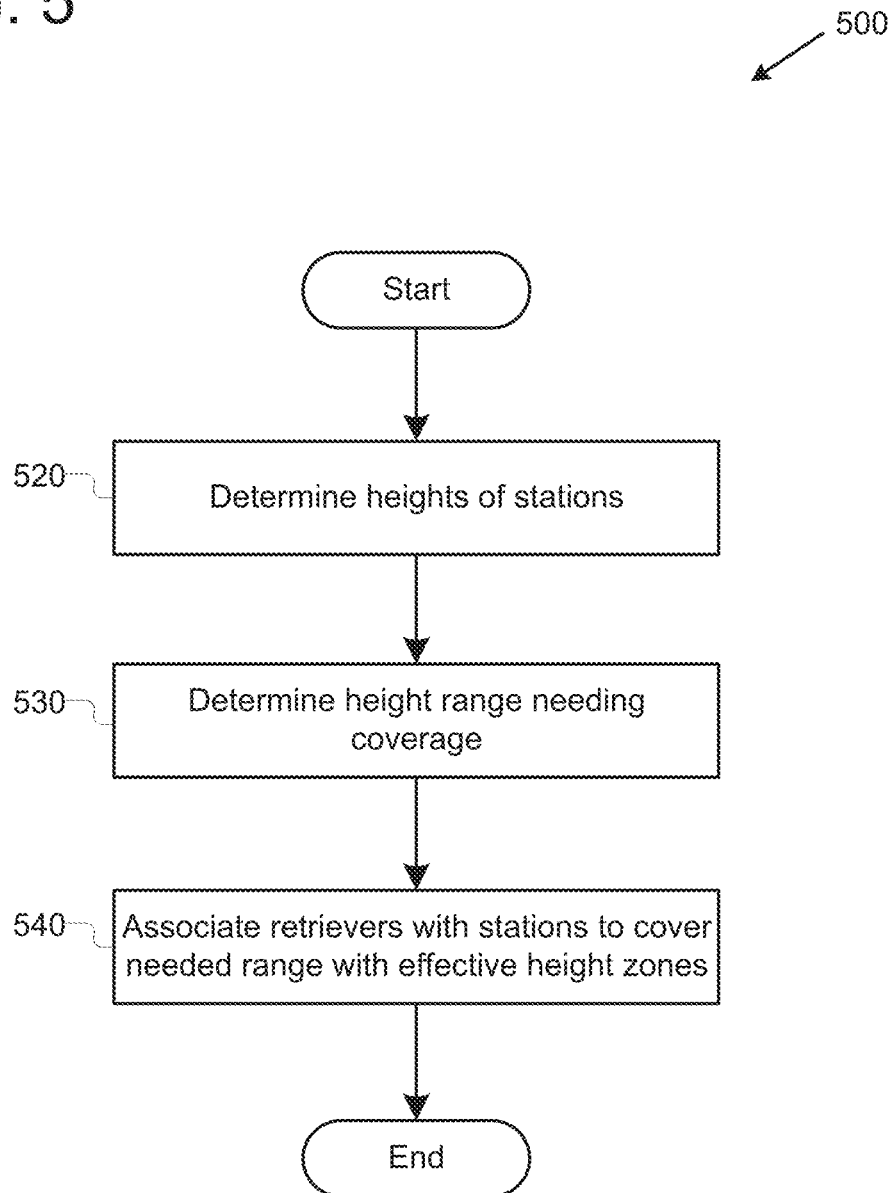 . 5
500
Start
520
Determine heights of stations
530
Determine height range needing
coverage
540
Associate retrievers with stations to cover
needed range with effective height zones
End